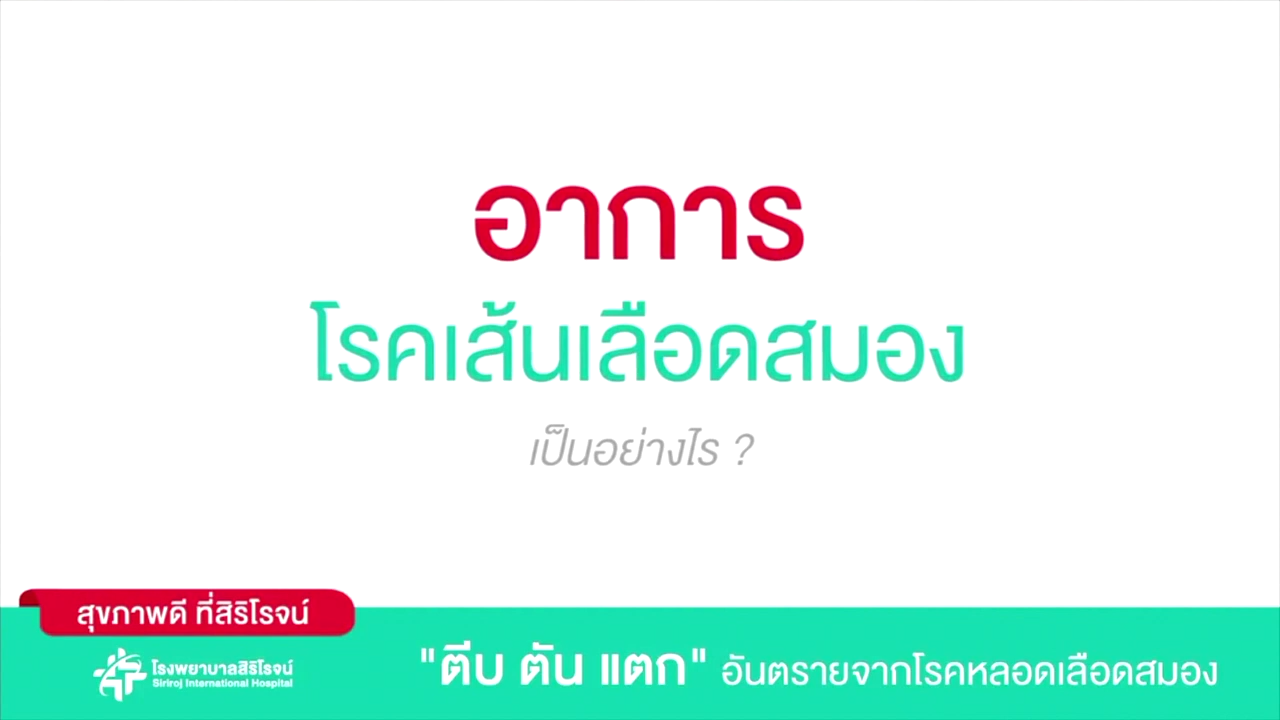 อาการ
โรคเส้นเลือดสมอง
เป็นอย่างไร ?
สุขภาพดี ที่สิริโรจน์
โรงพยาบาลสิริโรจน์
Siriroj International Hospital
"ตีบ ตัน แตก" อันตรายจากโรคหลอดเลือดสมอง